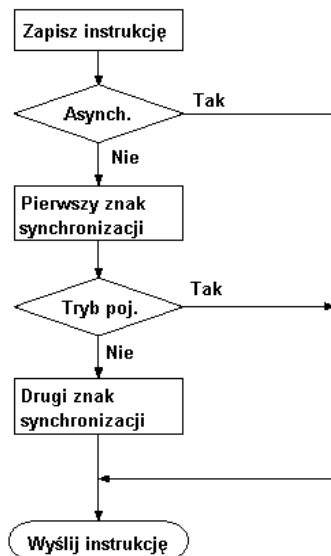 Zapisz instrukcję
Asynch.
Tak
Nie
Pierwszy znak
synchronizacji
Tryb poj.
Tak
Nie
Drugi znak
synchronizacji
Wyślij instrukcję